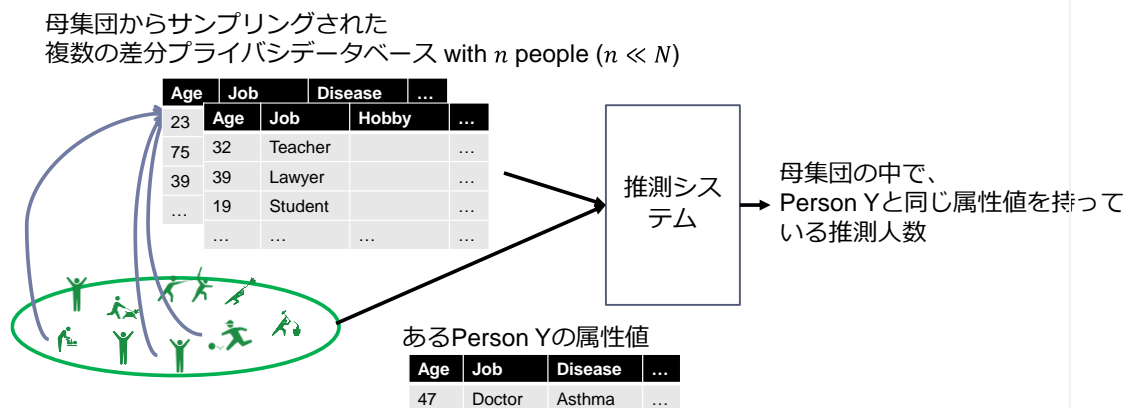 母集団からサンプリングされた
複数の差分プライバシデータベース with n people (n ≪ N)
Age Job Disease …
23
75
39
…
Age Job Hobby …
32 Teacher …
39 Lawyer …
19 Student …
… … … …
推測シス
テム
母集団の中で、
Person Yと同じ属性値を持って
いる推測人数
あるPerson Yの属性値
Age Job Disease …
47 Doctor Asthma …